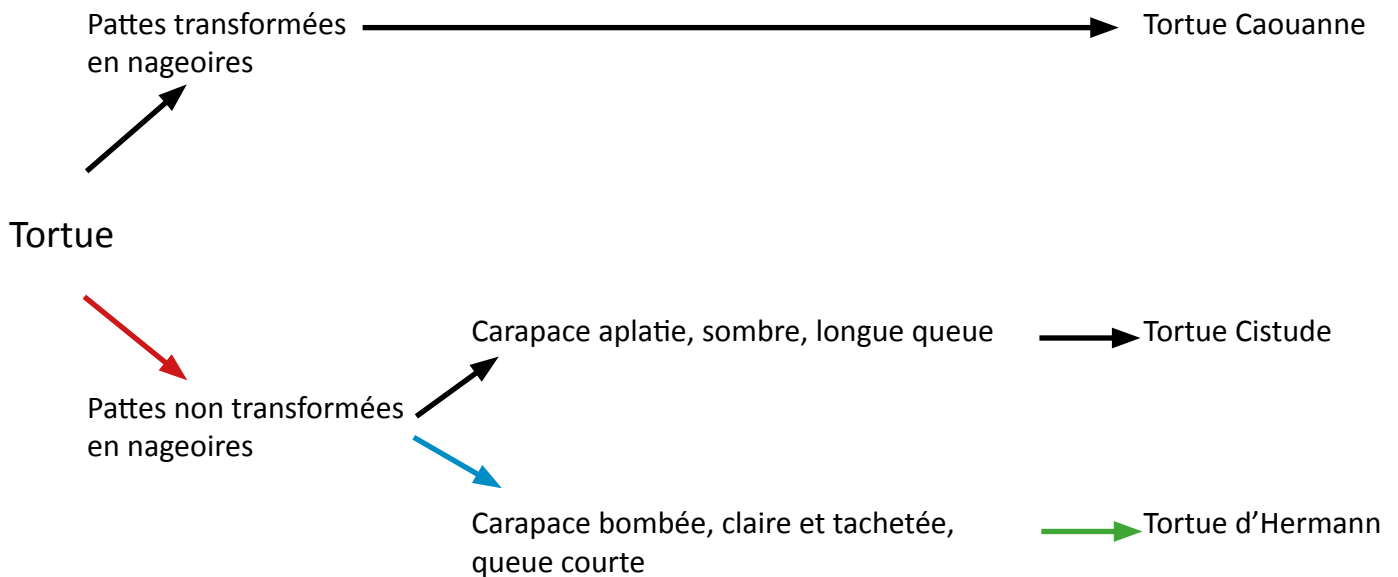 Pattes transformées
en nageoires
Tortue Caouanne
Tortue
Carapace aplatie, sombre, longue queue
Tortue Cistude
Pattes non transformées
en nageoires
Carapace bombée, claire et tachetée,
queue courte
Tortue d’Hermann